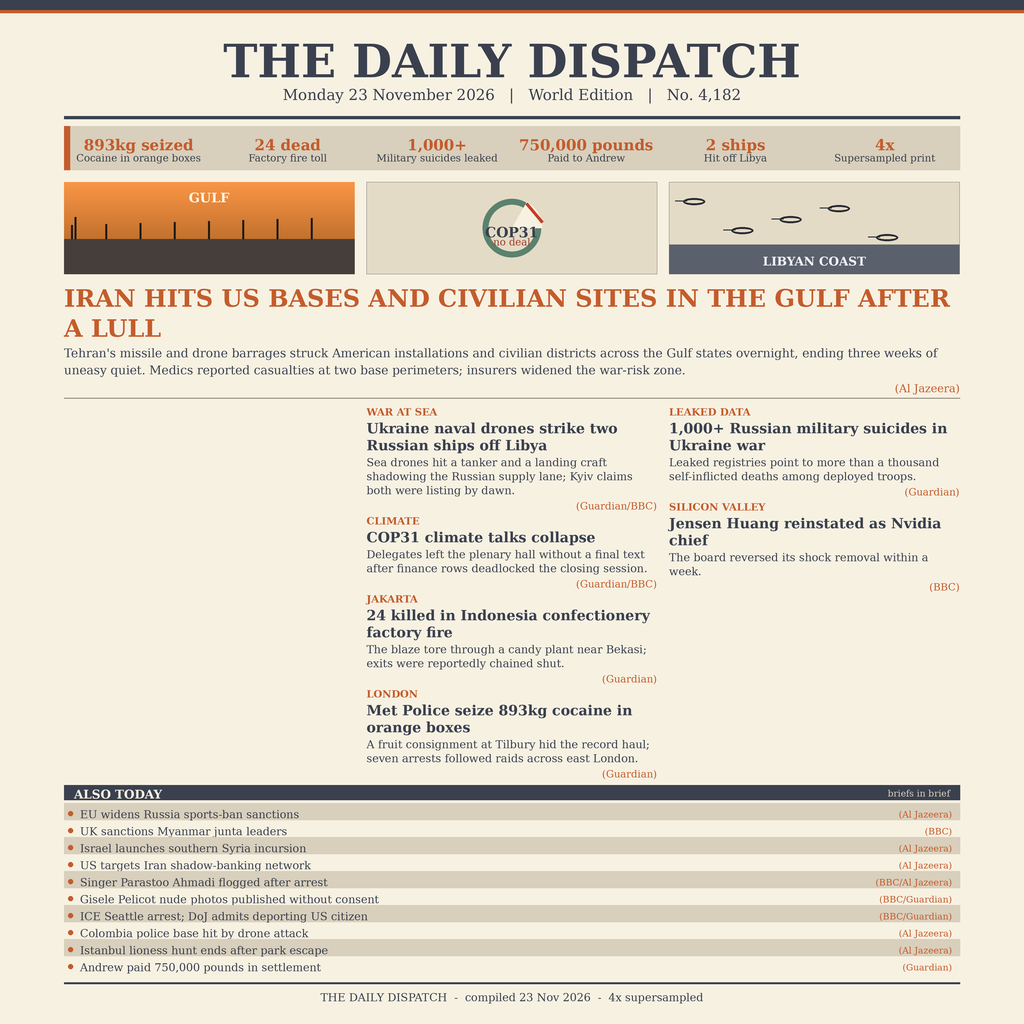 THE DAILY DISPATCH
Monday 23 November 2026 | World Edition | No. 4,182
893kg seized
Cocaine in orange boxes
24 dead
Factory fire toll
1,000+
Military suicides leaked
750,000 pounds
Paid to Andrew
2 ships
Hit off Libya
4x
Supersampled print
GULF
COP31
no deal
LIBYAN COAST
IRAN HITS US BASES AND CIVILIAN SITES IN THE GULF AFTER
A LULL
Tehran's missile and drone barrages struck American installations and civilian districts across the Gulf states overnight, ending three weeks of
uneasy quiet. Medics reported casualties at two base perimeters; insurers widened the war-risk zone.
(Al Jazeera)
WAR AT SEA
Ukraine naval drones strike two
Russian ships off Libya
Sea drones hit a tanker and a landing craft
shadowing the Russian supply lane; Kyiv claims
both were listing by dawn.
(Guardian/BBC)
CLIMATE
COP31 climate talks collapse
Delegates left the plenary hall without a final text
after finance rows deadlocked the closing session.
(Guardian/BBC)
JAKARTA
24 killed in Indonesia confectionery
factory fire
The blaze tore through a candy plant near Bekasi;
exits were reportedly chained shut.
(Guardian)
LONDON
Met Police seize 893kg cocaine in
orange boxes
A fruit consignment at Tilbury hid the record haul;
seven arrests followed raids across east London.
(Guardian)
LEAKED DATA
1,000+ Russian military suicides in
Ukraine war
Leaked registries point to more than a thousand
self-inflicted deaths among deployed troops.
(Guardian)
SILICON VALLEY
Jensen Huang reinstated as Nvidia
chief
The board reversed its shock removal within a
week.
(BBC)
ALSO TODAY briefs in brief
EU widens Russia sports-ban sanctions (Al Jazeera)
UK sanctions Myanmar junta leaders (BBC)
Israel launches southern Syria incursion (Al Jazeera)
US targets Iran shadow-banking network (Al Jazeera)
Singer Parastoo Ahmadi flogged after arrest (BBC/Al Jazeera)
Gisele Pelicot nude photos published without consent (BBC/Guardian)
ICE Seattle arrest; DoJ admits deporting US citizen (BBC/Guardian)
Colombia police base hit by drone attack (Al Jazeera)
Istanbul lioness hunt ends after park escape (Al Jazeera)
Andrew paid 750,000 pounds in settlement (Guardian)
THE DAILY DISPATCH - compiled 23 Nov 2026 - 4x supersampled